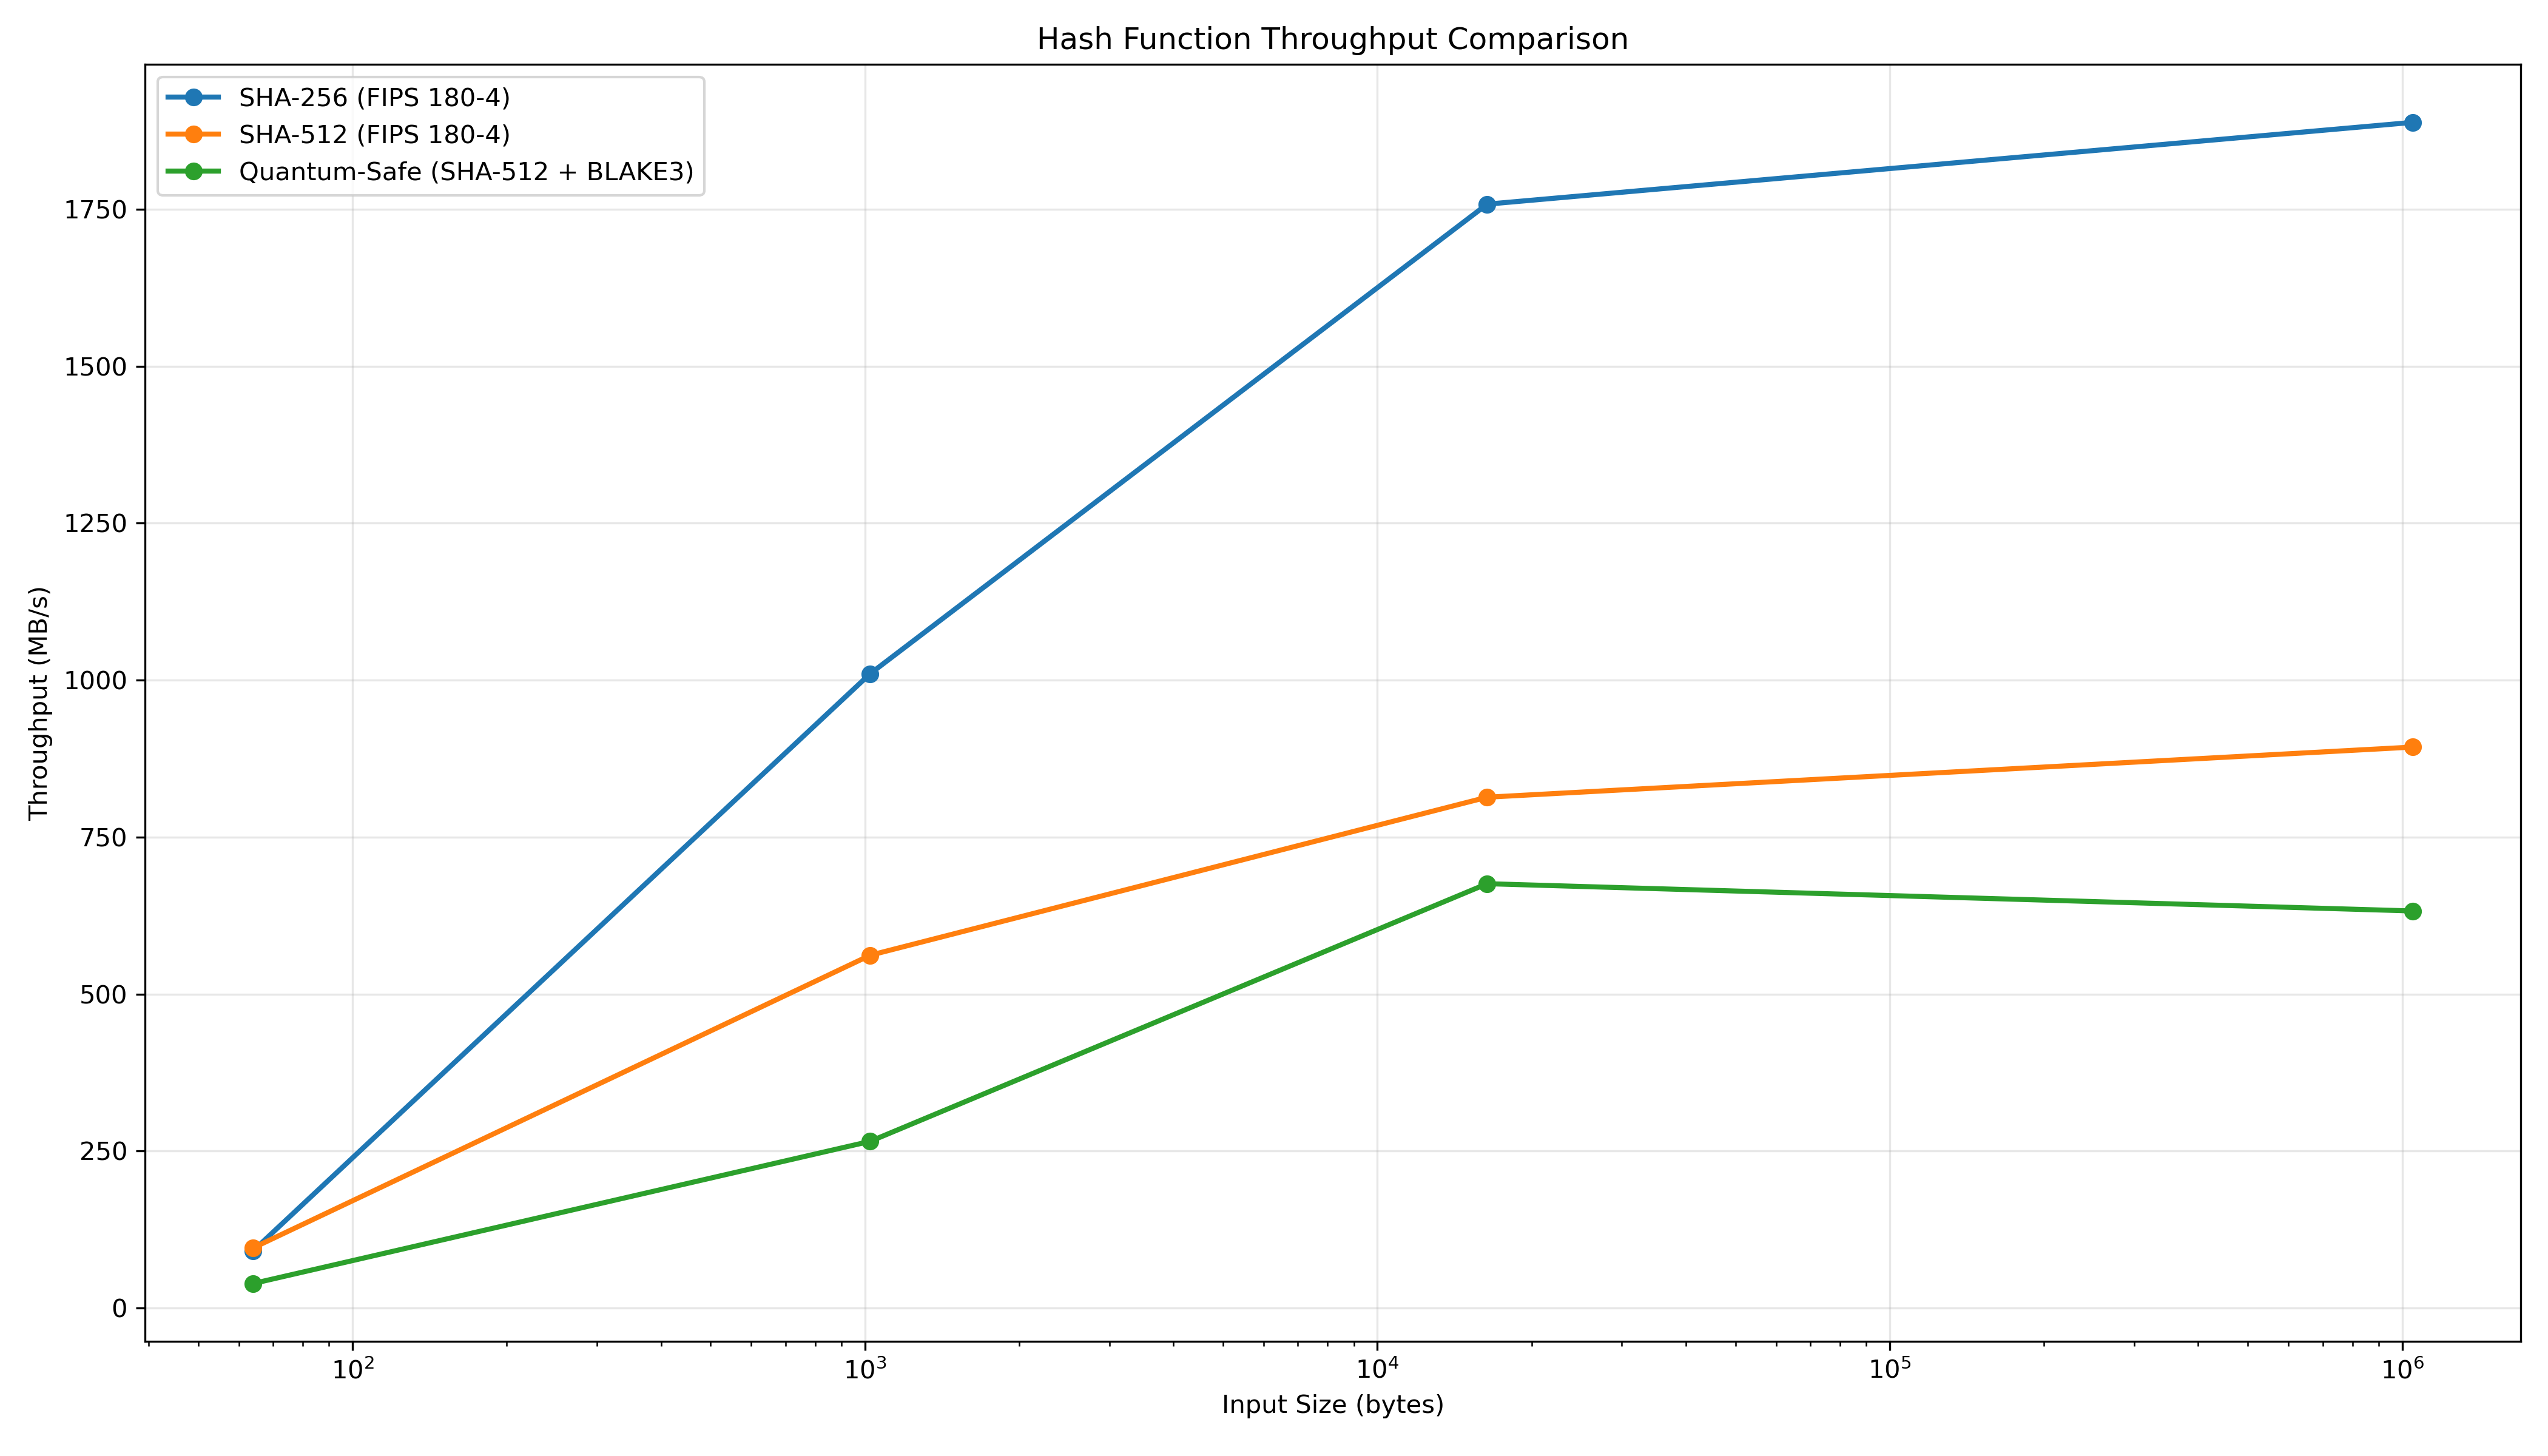 Hash Function Throughput Comparison
SHA-256 (FIPS 180-4)
SHA-512 (FIPS 180-4)
Quantum-Safe (SHA-512 + BLAKE3)
Throughput (MB/s)
1750
1500
1250
1000
750
500
250
0
10² 10³ 10⁴ 10⁵ 10⁶
Input Size (bytes)